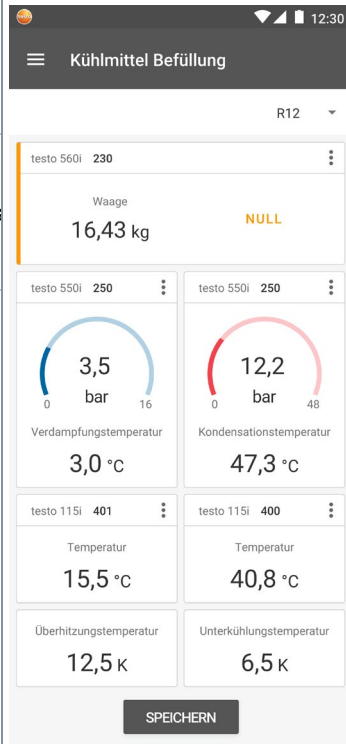 12:30
Kühlmittel Befüllung
R12
testo 560i 230
Waage
16,43 kg
NULL
testo 550i 250
3,5
bar
0 16
Verdampfungstemperatur
3,0 °C
testo 550i 250
12,2
bar
0 48
Kondensationstemperatur
47,3 °C
testo 115i 401
Temperatur
15,5 °C
testo 115i 400
Temperatur
40,8 °C
Überhitzungstemperatur
12,5 K
Unterkühlungstemperatur
6,5 K
SPEICHERN